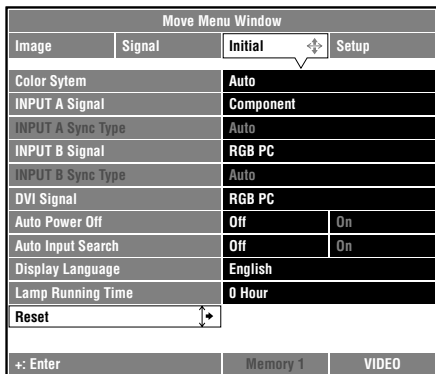 Move Menu Window
Image Signal Initial Setup
Color Sytem Auto
INPUT A Signal Component
INPUT A Sync Type Auto
INPUT B Signal RGB PC
INPUT B Sync Type Auto
DVI Signal RGB PC
Auto Power Off Off On
Auto Input Search Off On
Display Language English
Lamp Running Time 0 Hour
Reset
+: Enter Memory 1 VIDEO